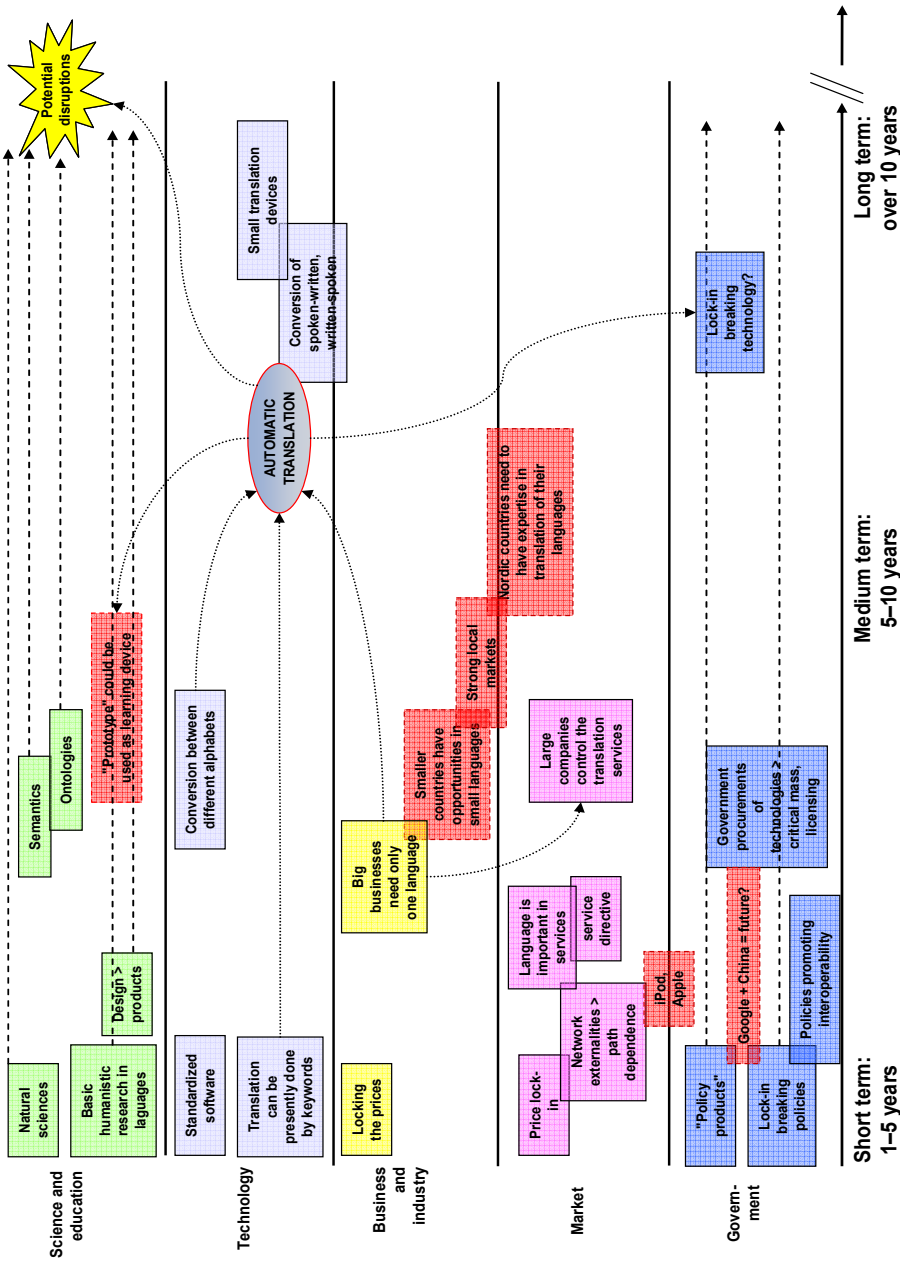 Science and
education
Natural
sciences
Basic
humanistic
research in
laguages
Design >
products
Semantics
Ontologies
"Prototype" could be
used as learning device
Potential
disruptions
Technology
Standardized
software
Translation
can be
presently done
by keywords
Conversion between
different alphabets
AUTOMATIC
TRANSLATION
Conversion of
spoken-written,
written-spoken
Small translation
devices
Business
and
industry
Locking
the prices
Big
businesses
need only
one language
Smaller
countries have
opportunities in
small languages
Strong local
markets
Nordic countries need to
have expertise in
translation of their
languages
Market
Price lock-
in
Network
externalities >
path
dependence
Language is
important in
services
service
directive
iPod,
Apple
Large
companies
control the
translation
services
Govern-
ment
"Policy
products"
Lock-in
breaking
policies
Google + China = future?
Policies promoting
interoperability
Government
procurements
of
technologies >
critical mass,
licensing
Lock-in
breaking
technology?
Short term:
1–5 years
Medium term:
5–10 years
Long term:
over 10 years